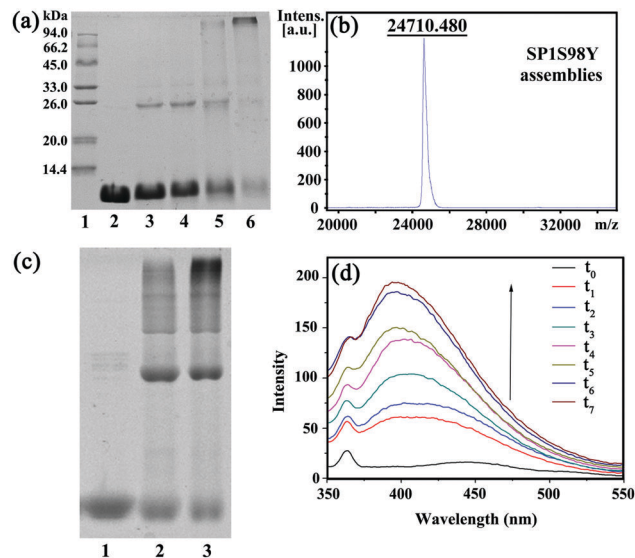 (a)
kDa
94.0
66.2
45.0
33.0
26.0
20.0
14.4
1 2 3 4 5 6
Intens.
[a.u.]
(b)
24710.480
SP1S98Y
assemblies
1000
800
600
400
200
0
20000 24000 28000 32000 m/z
(c)
1 2 3
(d)
200
150
100
50
0
Intensity
t0
t1
t2
t3
t4
t5
t6
t7
350 400 450 500 550
Wavelength (nm)